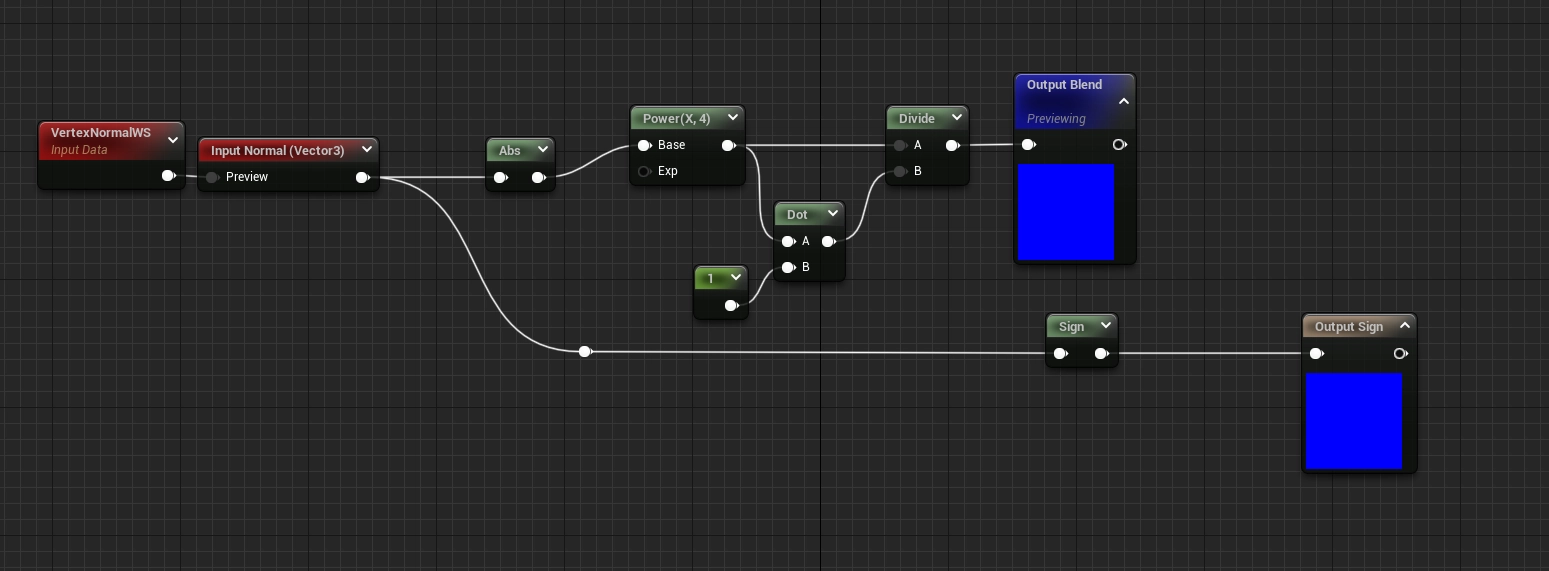 VertexNormalWS
Input Data
Input Normal (Vector3)
Preview
Abs
Power(X, 4)
Base
Exp
Dot
A
B
1
Divide
A
B
Output Blend
Previewing
Sign
Output Sign